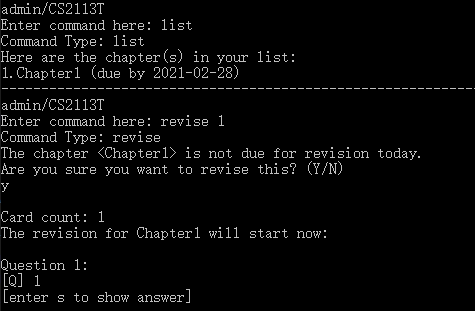 admin/CS2113T
Enter command here: list
Command Type: list
Here are the chapter(s) in your list:
1.Chapter1 (due by 2021-02-28)
--------------------------------------------------------------------
admin/CS2113T
Enter command here: revise 1
Command Type: revise
The chapter <Chapter1> is not due for revision today.
Are you sure you want to revise this? (Y/N)
y
Card count: 1
The revision for Chapter1 will start now:
Question 1:
[Q] 1
[enter s to show answer]